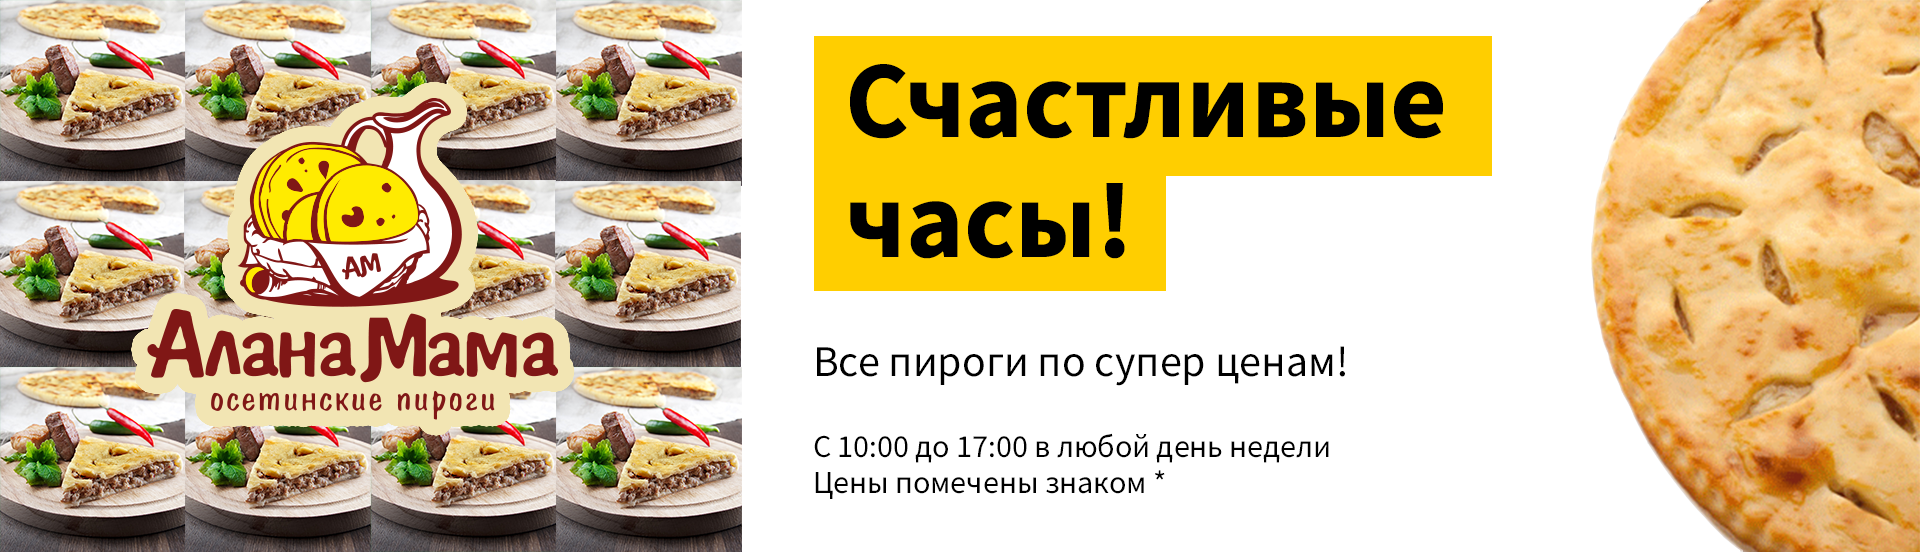 АМ
Алана Мама
осетинские пироги
Счастливые
часы!
Все пироги по супер ценам!
С 10:00 до 17:00 в любой день недели
Цены помечены знаком *